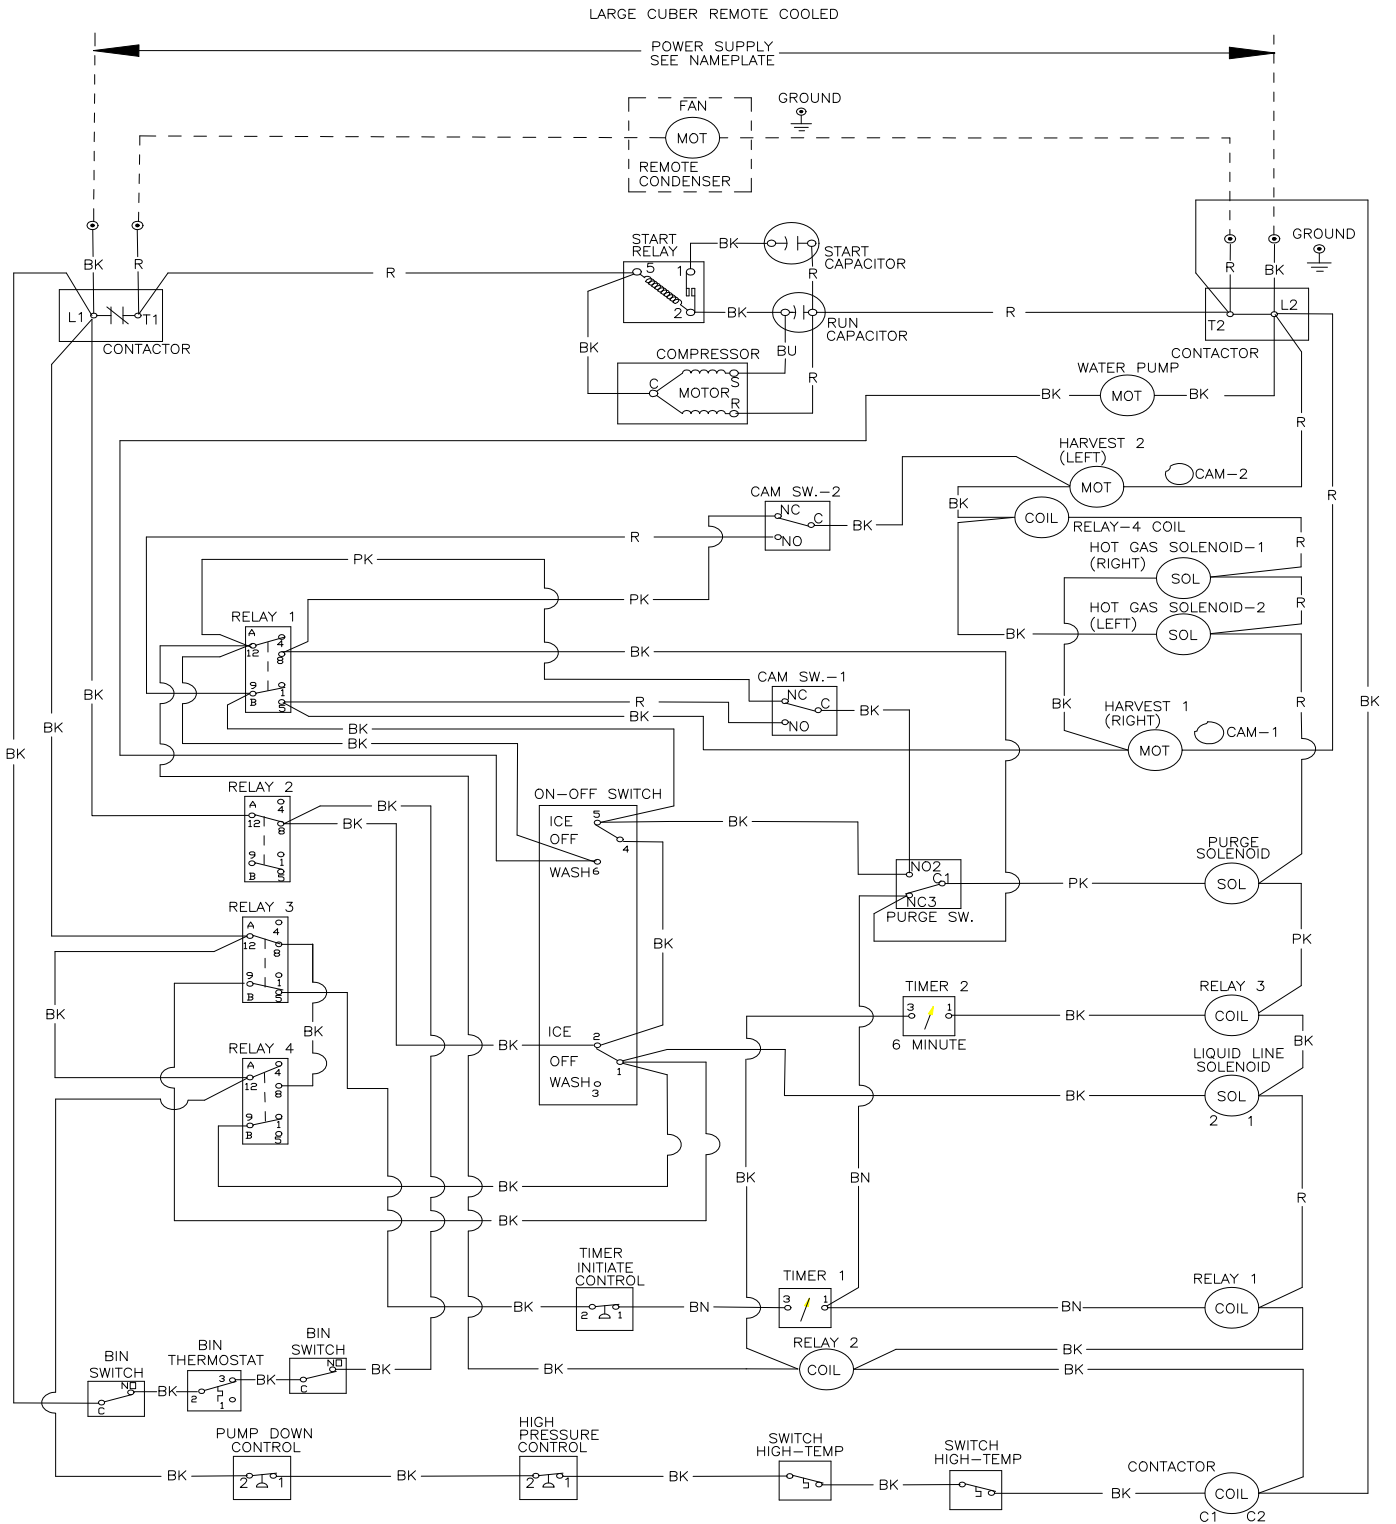 LARGE CUBER REMOTE COOLED
POWER SUPPLY
SEE NAMEPLATE
FAN
MOT
REMOTE
CONDENSER
GROUND
START
RELAY
5
1
2
BK
START
CAPACITOR
R
BK
RUN
CAPACITOR
R
BU
R
BK
COMPRESSOR
C
MOTOR
S
R
BK
R
R
L1
T1
CONTACTOR
GROUND
R
BK
L2
T2
CONTACTOR
WATER PUMP
BK
MOT
BK
R
HARVEST 2
(LEFT)
MOT
CAM-2
BK
COIL
RELAY-4 COIL
R
R
HOT GAS SOLENOID-1
(RIGHT)
SOL
R
HOT GAS SOLENOID-2
(LEFT)
BK
SOL
BK
R
BK
HARVEST 1
(RIGHT)
MOT
CAM-1
CAM SW.-2
NC
C
NO
BK
R
PK
PK
RELAY 1
A
4
12
8
9
1
B
5
BK
CAM SW.-1
NC
C
NO
BK
R
BK
BK
BK
BK
BK
BK
RELAY 2
A
4
12
8
9
1
B
5
BK
BK
ON-OFF SWITCH
ICE
5
OFF
4
WASH
6
BK
BK
NO2
C1
NC3
PURGE SW.
PK
PURGE
SOLENOID
SOL
PK
RELAY 3
A
4
12
8
9
1
B
5
BK
BK
ICE
2
OFF
1
WASH
3
BK
TIMER 2
3
1
6 MINUTE
BK
RELAY 3
COIL
BK
LIQUID LINE
SOLENOID
BK
SOL
2
1
RELAY 4
A
4
12
8
9
1
B
5
BK
BK
BK
BN
R
TIMER
INITIATE
CONTROL
2
1
BK
BN
TIMER 1
3
1
BN
RELAY 1
COIL
RELAY 2
BK
COIL
BK
BK
BIN
SWITCH
NO
C
BK
BIN
THERMOSTAT
3
2
1
BK
BIN
SWITCH
NO
C
BK
PUMP DOWN
CONTROL
BK
2
1
BK
HIGH
PRESSURE
CONTROL
2
1
BK
SWITCH
HIGH-TEMP
BK
SWITCH
HIGH-TEMP
BK
CONTACTOR
COIL
C1
C2